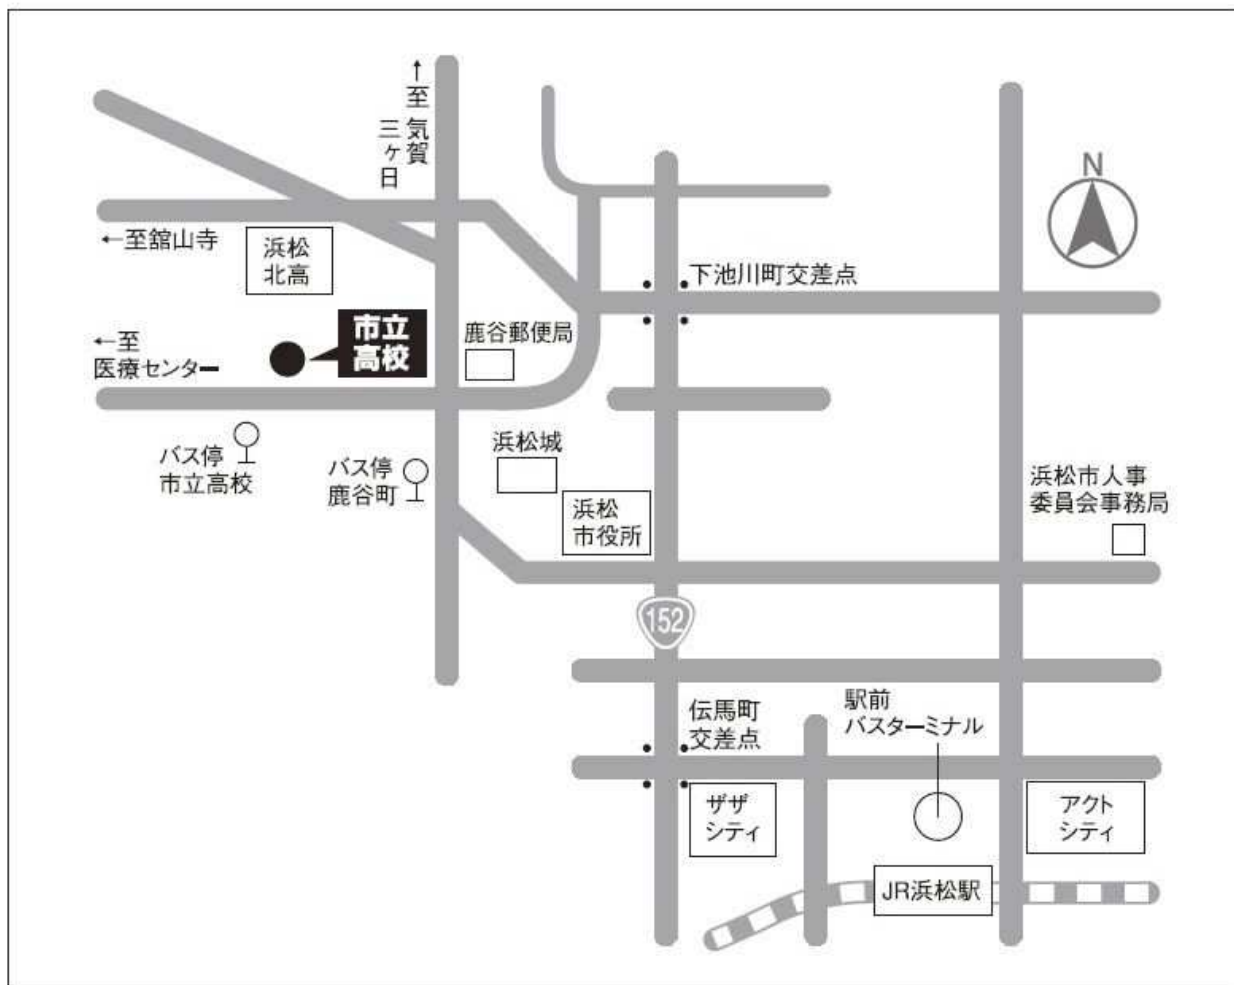 ↑至 気賀
三ヶ日
N
←至舘山寺
浜松
北高
下池川町交差点
市立
高校
鹿谷郵便局
←至
医療センター
浜松城
バス停
市立高校
バス停
鹿谷町
浜松市人事
委員会事務局
浜松
市役所
152
駅前
バスターミナル
伝馬町
交差点
ザザ
シティ
アクト
シティ
JR浜松駅